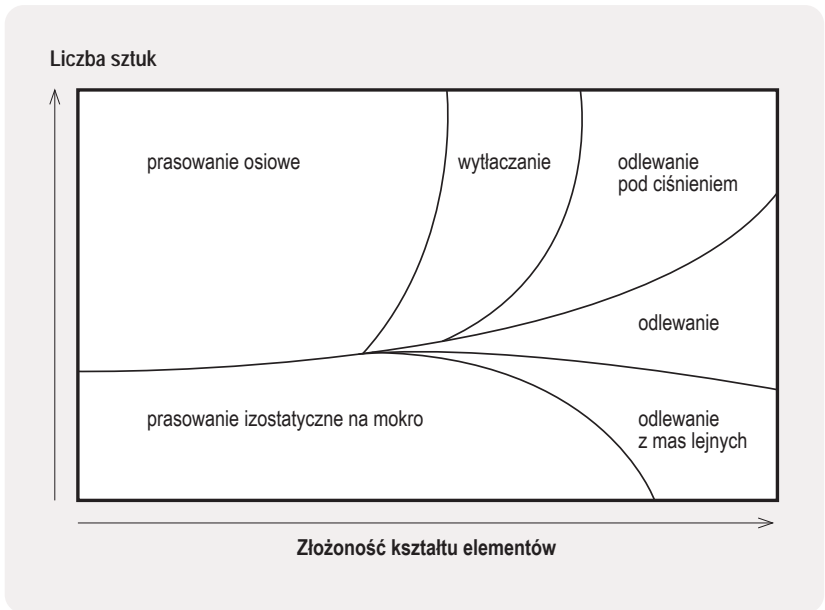 Liczba sztuk
prasowanie osiowe
wytłaczanie
odlewanie
pod ciśnieniem
odlewanie
prasowanie izostatyczne na mokro
odlewanie
z mas lejnych
Złożoność kształtu elementów